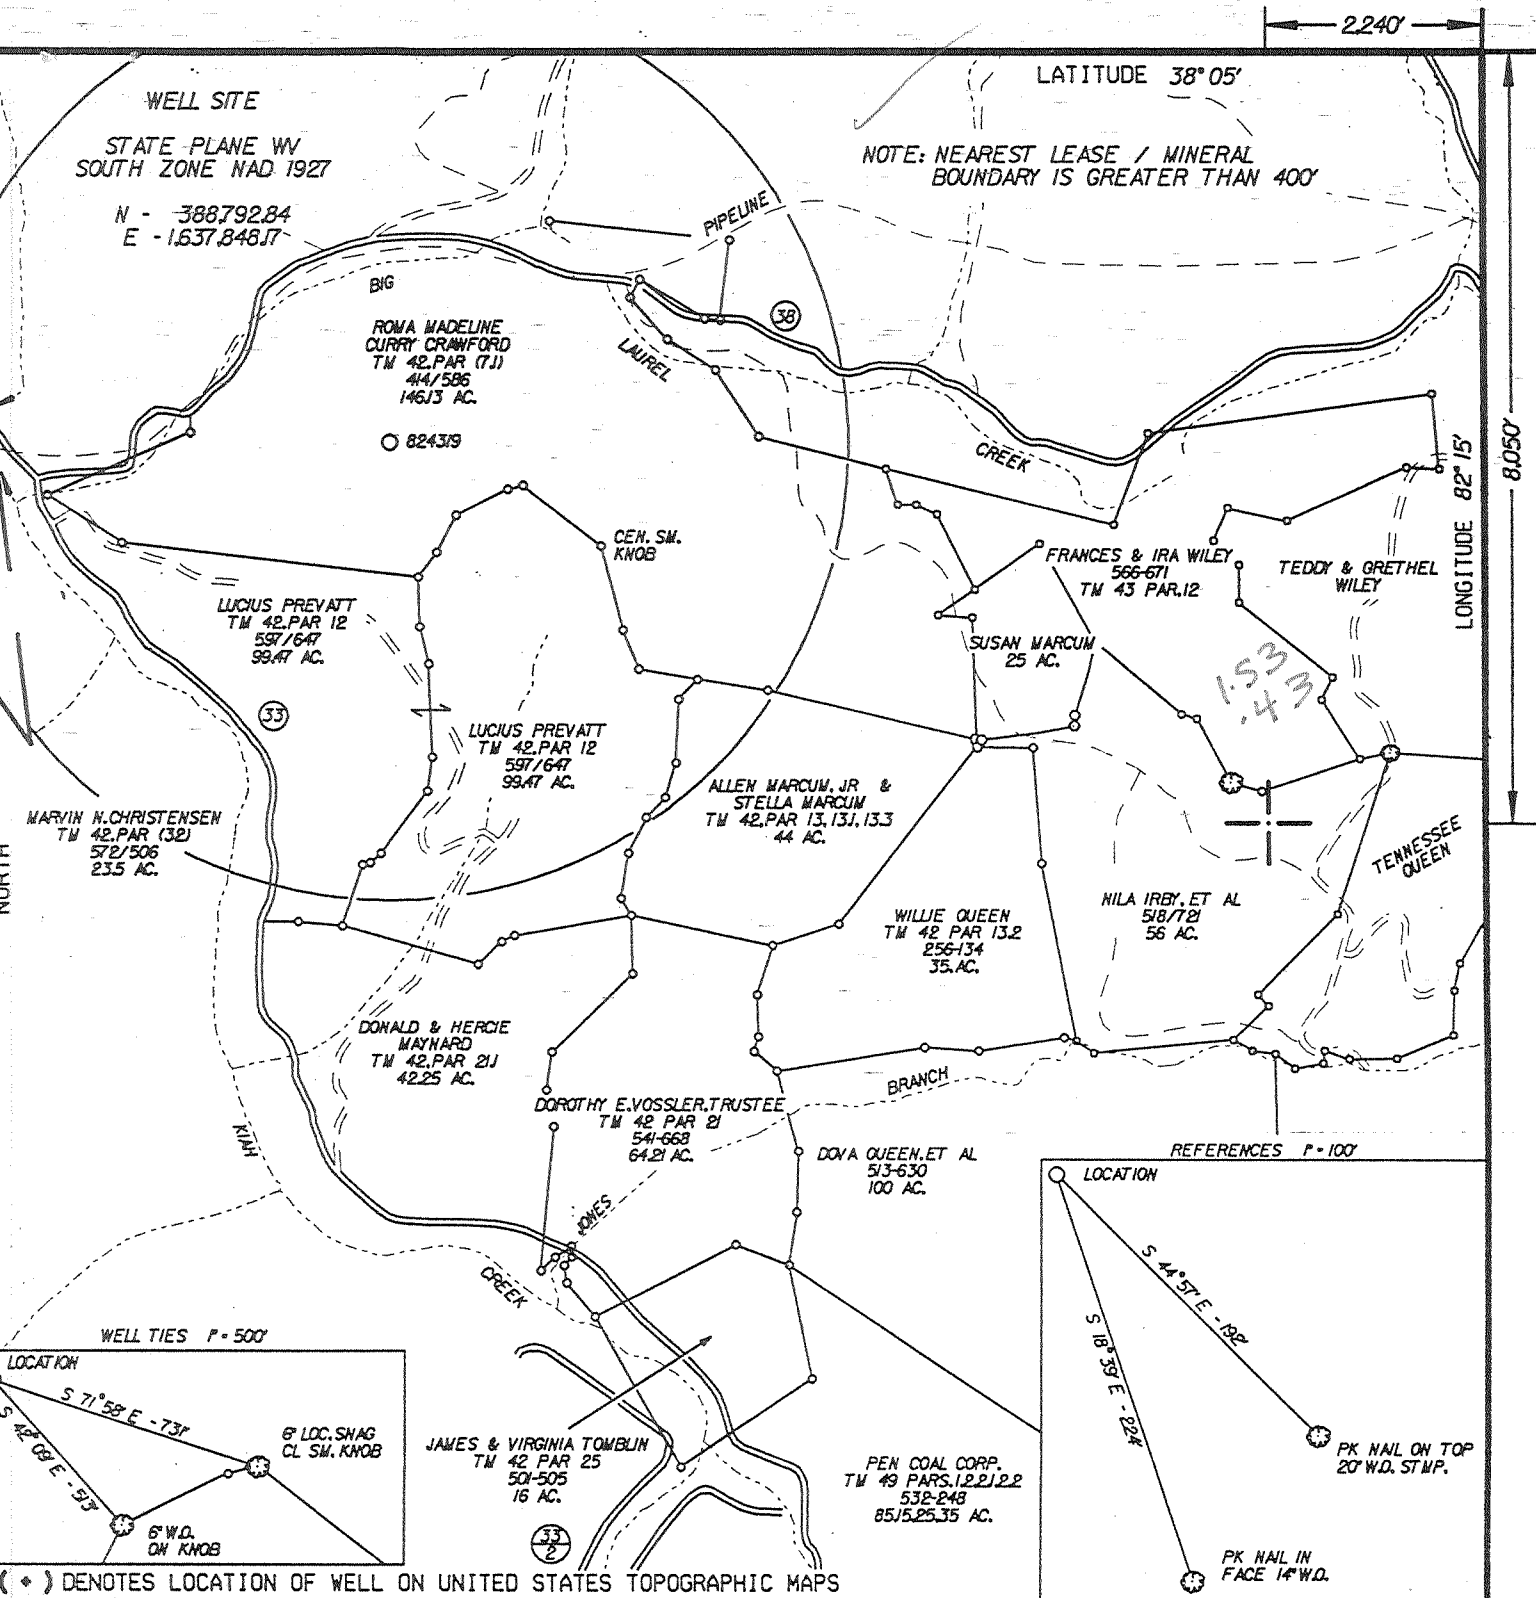 2,240'
LATITUDE 38° 05'
WELL SITE
STATE PLANE WV
SOUTH ZONE NAD 1927
N - 388,792.84
E - 1,637,848.17
NOTE: NEAREST LEASE / MINERAL
BOUNDARY IS GREATER THAN 400'
PIPELINE
BIG
38
ROMA MADELINE
CURRY CRAWFORD
TM 42, PAR (7.1)
414/586
146.13 AC.
LAUREL
824319
CREEK
LONGITUDE 82° 15'
8,050'
CEN. SM.
KNOB
FRANCES & IRA WILEY
566-671
TM 43 PAR.12
TEDDY & GRETHEL
WILEY
LUCIUS PREVATT
TM 42, PAR 12
597/647
99.47 AC.
SUSAN MARCUM
25 AC.
1.53
.43
33
LUCIUS PREVATT
TM 42, PAR 12
597/647
99.47 AC.
ALLEN MARCUM, JR &
STELLA MARCUM
TM 42, PAR 13, 13.1, 13.3
44 AC.
MARVIN N. CHRISTENSEN
TM 42, PAR (3.2)
572/506
23.5 AC.
NORTH
TENNESSEE
QUEEN
NILA IRBY, ET AL
518/721
56 AC.
WILLIE QUEEN
TM 42 PAR 13.2
256-134
35. AC.
DONALD & HERCIE
MAYNARD
TM 42, PAR 21.1
42.25 AC.
BRANCH
DOROTHY E. VOSSLER, TRUSTEE
TM 42 PAR 21
541-668
64.21 AC.
KIAH
DOVA QUEEN, ET AL
513-630
100 AC.
JONES
CREEK
REFERENCES 1" = 100'
LOCATION
S 44° 57' E - 192'
S 18° 39' E - 224'
PK NAIL ON TOP
20" W.O. STMP.
PK NAIL IN
FACE 14" W.O.
WELL TIES 1" = 500'
LOCATION
S 71° 58' E - 731'
S 42° 09' E - 513'
6" LOC. SNAG
CL SM. KNOB
6" W.O.
ON KNOB
JAMES & VIRGINIA TOMBLIN
TM 42 PAR 25
501-505
16 AC.
33
2
PEN COAL CORP.
TM 49 PARS. 1,2,2.1,2.2
532-248
( + ) DENOTES LOCATION OF WELL ON UNITED STATES TOPOGRAPHIC MAPS